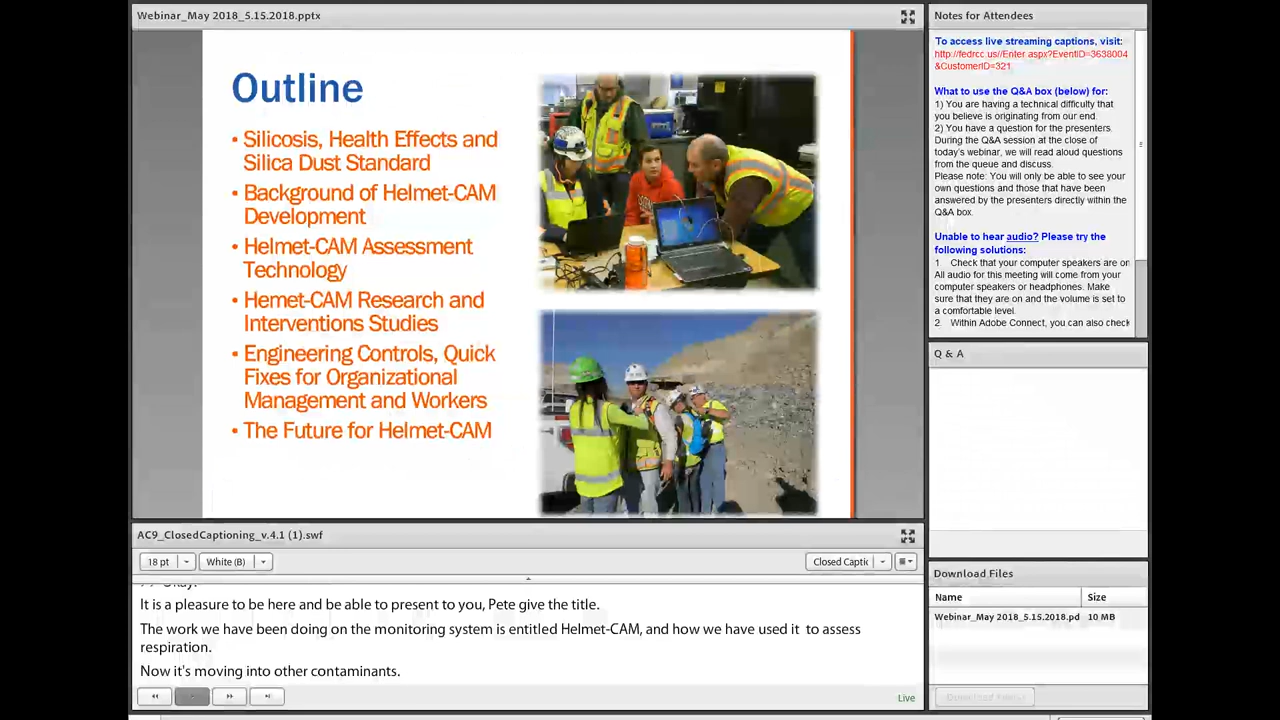 Webinar_May 2018_5.15.2018.pptx
Outline
• Silicosis, Health Effects and
Silica Dust Standard
• Background of Helmet-CAM
Development
• Helmet-CAM Assessment
Technology
• Hemet-CAM Research and
Interventions Studies
• Engineering Controls, Quick
Fixes for Organizational
Management and Workers
• The Future for Helmet-CAM
AC9_ClosedCaptioning_v.4.1 (1).swf
18 pt
White (B)
Closed Captic
It is a pleasure to be here and be able to present to you, Pete give the title.
The work we have been doing on the monitoring system is entitled Helmet-CAM, and how we have used it to assess
respiration.
Now it's moving into other contaminants.
Live
Notes for Attendees
To access live streaming captions, visit:
http://fedrcc.us//Enter.aspx?EventID=3638004
&CustomerID=321
What to use the Q&A box (below) for:
1) You are having a technical difficulty that
you believe is originating from our end.
2) You have a question for the presenters.
During the Q&A session at the close of
today's webinar, we will read aloud questions
from the queue and discuss.
Please note: You will only be able to see your
own questions and those that have been
answered by the presenters directly within the
Q&A box.
Unable to hear audio? Please try the
following solutions:
1. Check that your computer speakers are on
All audio for this meeting will come from your
computer speakers or headphones. Make
sure that they are on and the volume is set to
a comfortable level.
2. Within Adobe Connect, you can also check
Q & A
Download Files
Name Size
Webinar_May 2018_5.15.2018.pd 10 MB
Download File(s)